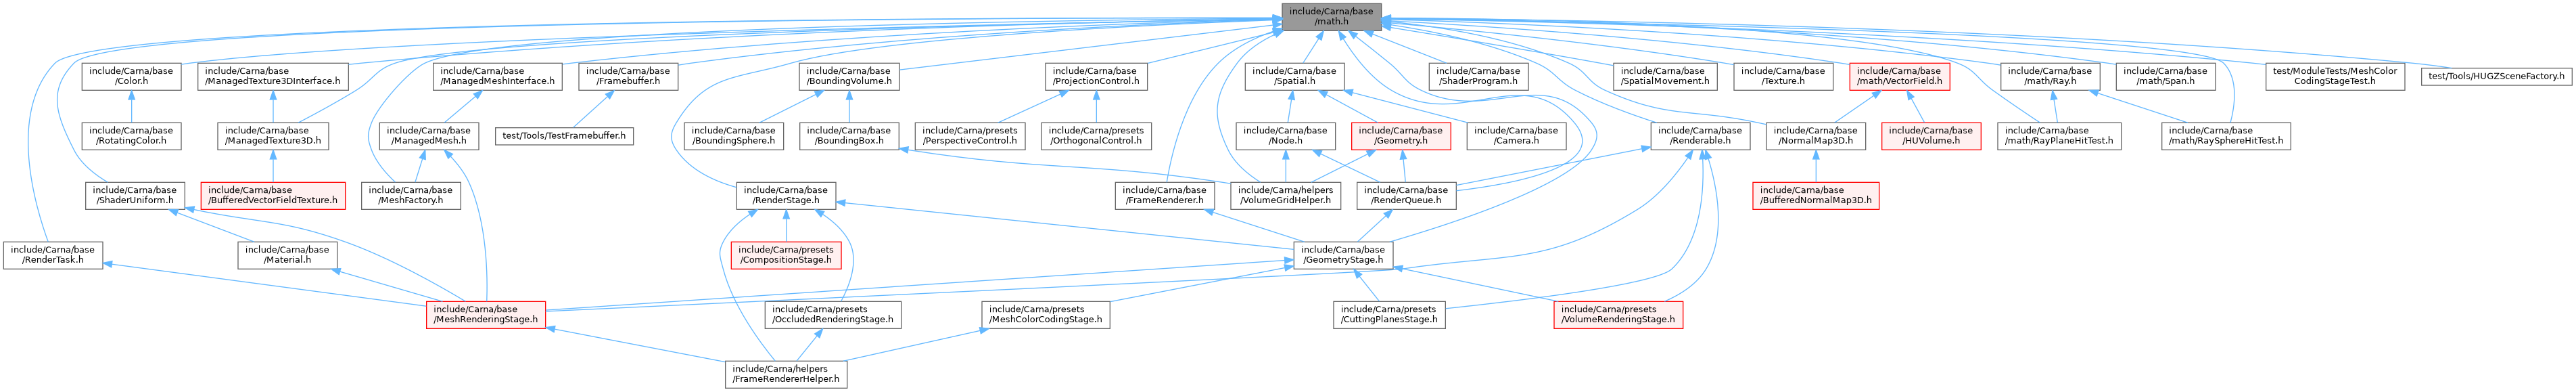 include/Carna/base
/math.h
include/Carna/base
/Color.h
include/Carna/base
/ManagedTexture3DInterface.h
include/Carna/base
/ManagedMeshInterface.h
include/Carna/base
/Framebuffer.h
include/Carna/base
/BoundingVolume.h
include/Carna/base
/ProjectionControl.h
include/Carna/base
/Spatial.h
include/Carna/base
/ShaderProgram.h
include/Carna/base
/SpatialMovement.h
include/Carna/base
/Texture.h
include/Carna/base
/math/VectorField.h
include/Carna/base
/math/Ray.h
include/Carna/base
/math/Span.h
test/ModuleTests/MeshColor
CodingStageTest.h
test/Tools/HUGZSceneFactory.h
include/Carna/base
/RotatingColor.h
include/Carna/base
/ManagedTexture3D.h
include/Carna/base
/ManagedMesh.h
test/Tools/TestFramebuffer.h
include/Carna/base
/BoundingSphere.h
include/Carna/base
/BoundingBox.h
include/Carna/presets
/PerspectiveControl.h
include/Carna/presets
/OrthogonalControl.h
include/Carna/base
/Node.h
include/Carna/base
/Geometry.h
include/Carna/base
/Camera.h
include/Carna/base
/Renderable.h
include/Carna/base
/NormalMap3D.h
include/Carna/base
/HUVolume.h
include/Carna/base
/math/RayPlaneHitTest.h
include/Carna/base
/math/RaySphereHitTest.h
include/Carna/base
/ShaderUniform.h
include/Carna/base
/BufferedVectorFieldTexture.h
include/Carna/base
/MeshFactory.h
include/Carna/base
/RenderStage.h
include/Carna/base
/FrameRenderer.h
include/Carna/helpers
/VolumeGridHelper.h
include/Carna/base
/RenderQueue.h
include/Carna/base
/BufferedNormalMap3D.h
include/Carna/base
/RenderTask.h
include/Carna/base
/Material.h
include/Carna/presets
/CompositionStage.h
include/Carna/base
/GeometryStage.h
include/Carna/base
/MeshRenderingStage.h
include/Carna/presets
/OccludedRenderingStage.h
include/Carna/presets
/MeshColorCodingStage.h
include/Carna/presets
/CuttingPlanesStage.h
include/Carna/presets
/VolumeRenderingStage.h
include/Carna/helpers
/FrameRendererHelper.h